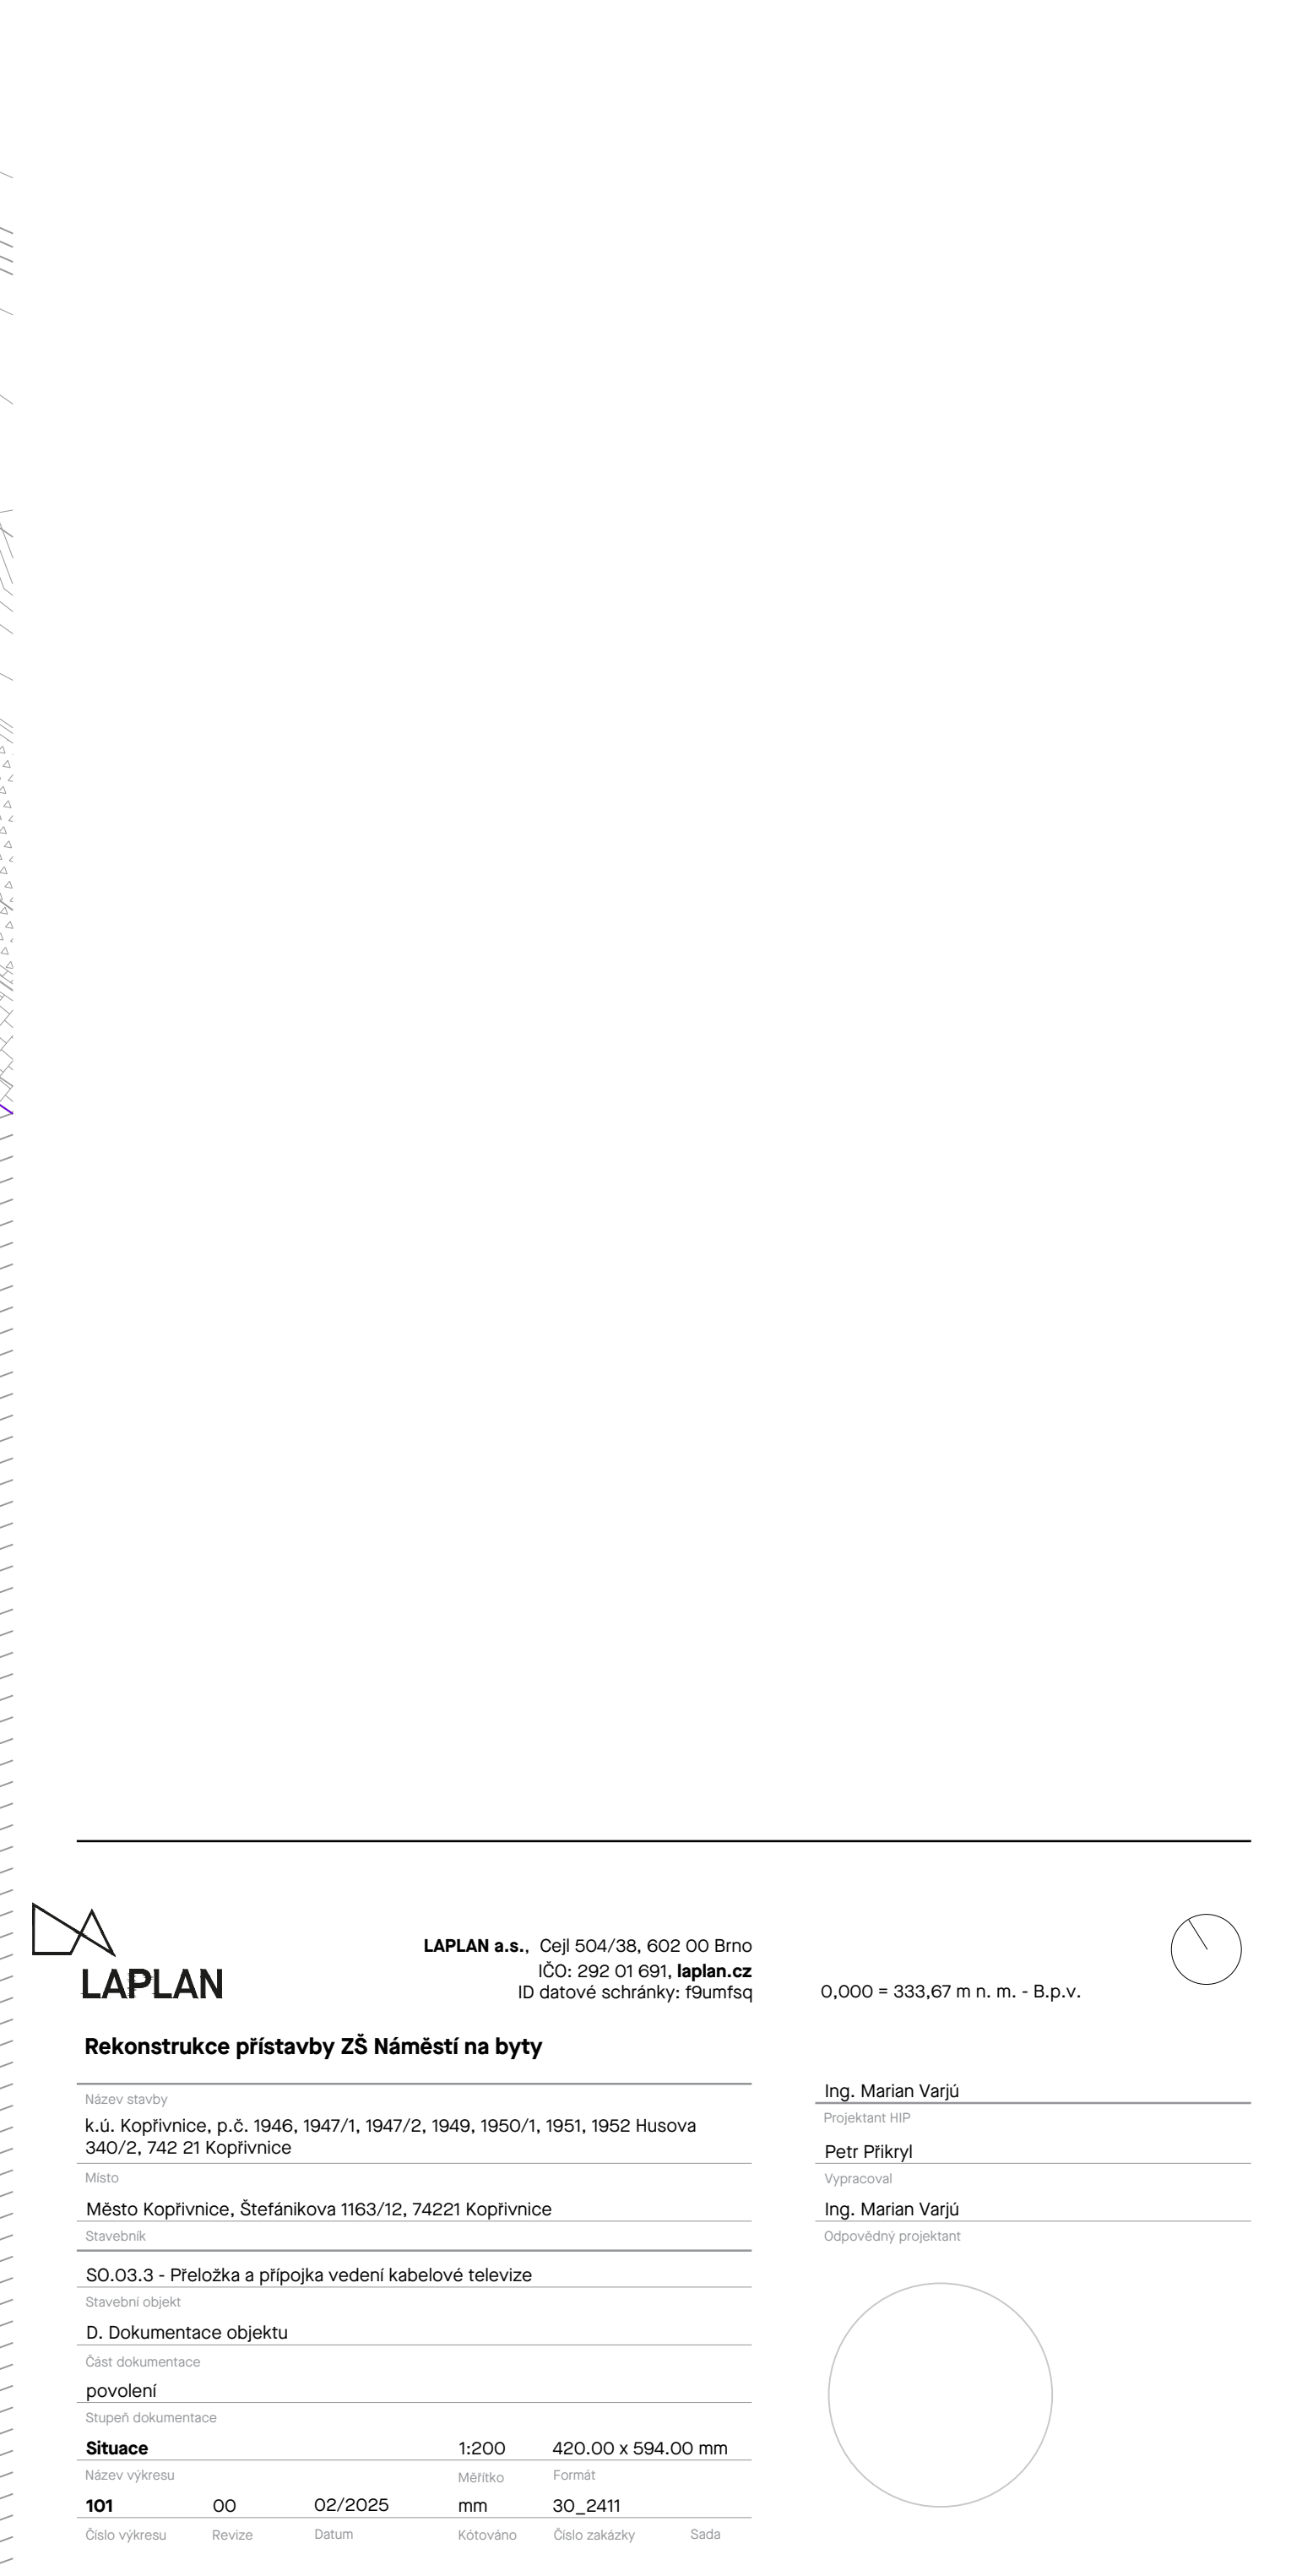 LAPLAN
LAPLAN a.s., Cejl 504/38, 602 00 Brno
IČO: 292 01 691, laplan.cz
ID datové schránky: f9umfsq
0,000 = 333,67 m n. m. - B.p.v.
Rekonstrukce přístavby ZŠ Náměstí na byty
Název stavby
k.ú. Kopřivnice, p.č. 1946, 1947/1, 1947/2, 1949, 1950/1, 1951, 1952 Husova
340/2, 742 21 Kopřivnice
Místo
Město Kopřivnice, Štefánikova 1163/12, 74221 Kopřivnice
Stavebník
SO.03.3 - Přeložka a přípojka vedení kabelové televize
Stavební objekt
D. Dokumentace objektu
Část dokumentace
povolení
Stupeň dokumentace
Situace 1:200 420.00 x 594.00 mm
Název výkresu Měřítko Formát
101 00 02/2025 mm 30_2411
Číslo výkresu Revize Datum Kótováno Číslo zakázky Sada
Ing. Marian Varjú
Projektant HIP
Petr Přikryl
Vypracoval
Ing. Marian Varjú
Odpovědný projektant